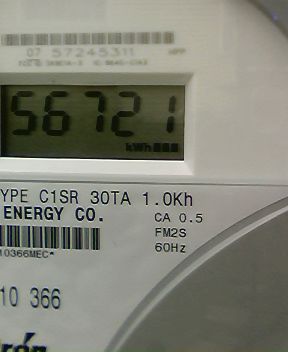 07 57245311
56721
kWh
YPE C1SR 30TA 1.0Kh
ENERGY CO.
CA 0.5
FM2S
60Hz
10366MEC*
10 366
rón